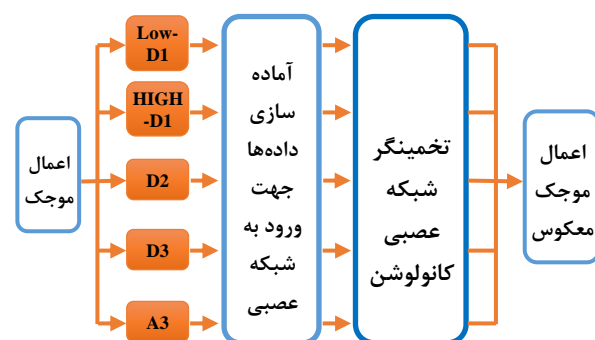 اعمال
موجک
Low-
D1
HIGH
-D1
D2
D3
A3
آماده
سازی
داده‌ها
جهت
ورود به
شبکه
عصبی
تخمینگر
شبکه
عصبی
کانولوشن
اعمال
موجک
معکوس